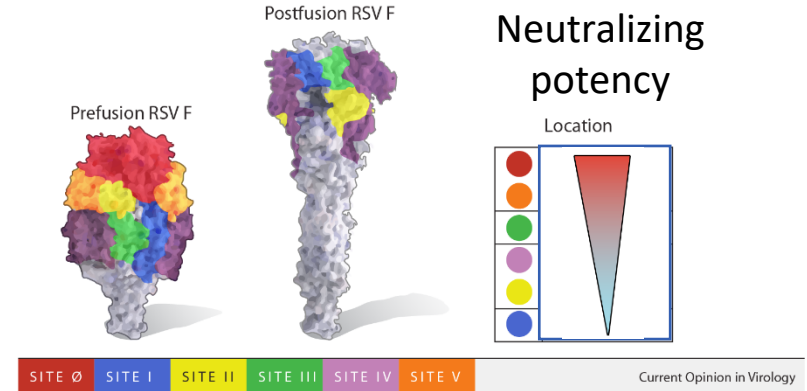 Postfusion RSV F
Neutralizing
potency
Prefusion RSV F
Location
SITE Ø SITE I SITE II SITE III SITE IV SITE V
Current Opinion in Virology